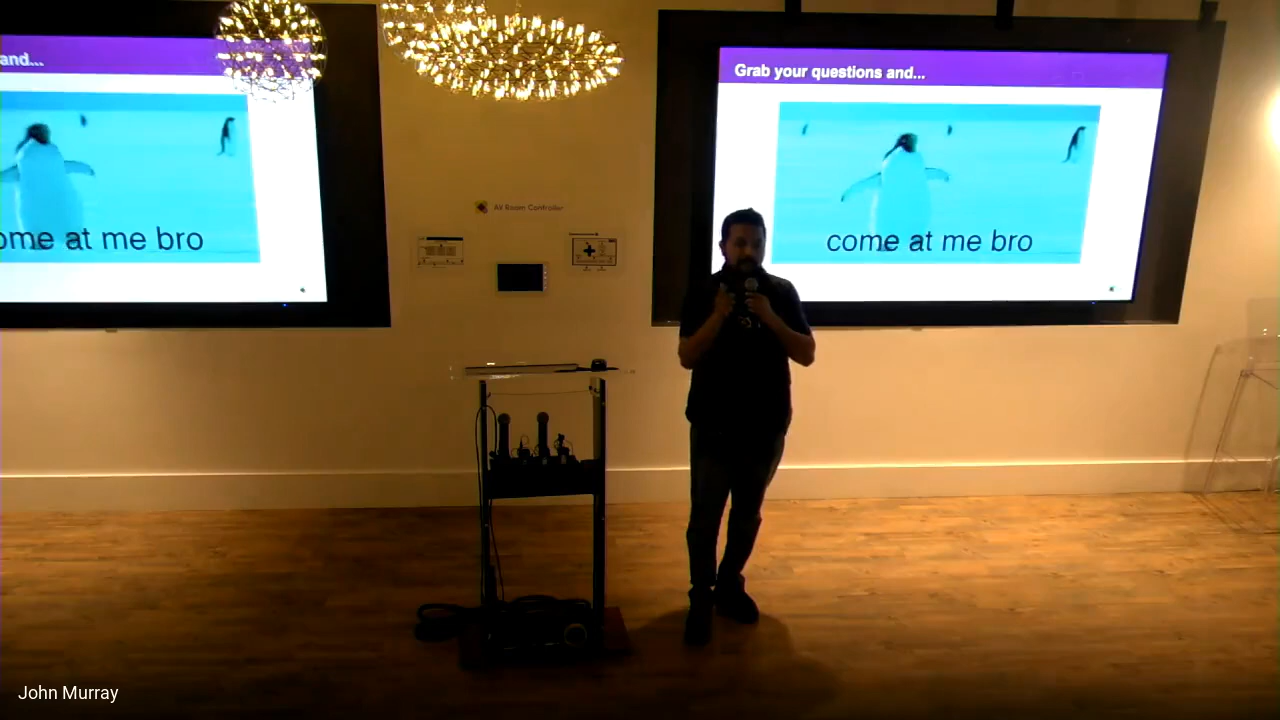 and...
ome at me bro
AV Room Controller
Grab your questions and...
come at me bro
John Murray